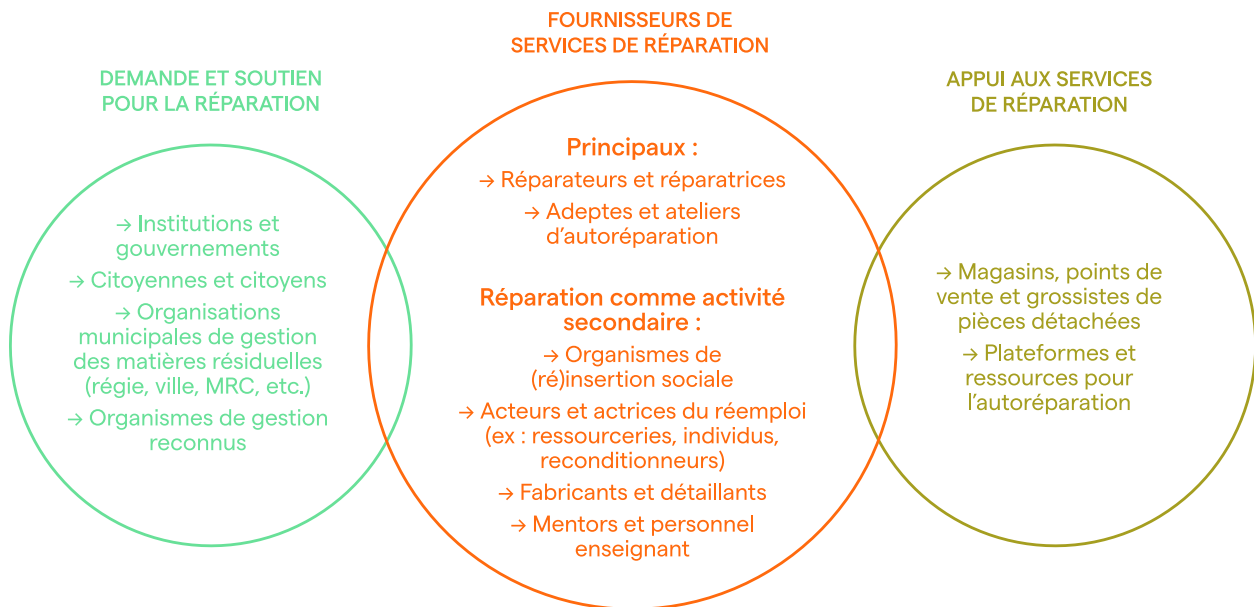 DEMANDE ET SOUTIEN
POUR LA RÉPARATION
→ Institutions et
gouvernements
→ Citoyennes et citoyens
→ Organisations
municipales de gestion
des matières résiduelles
(régie, ville, MRC, etc.)
→ Organismes de gestion
reconnus
FOURNISSEURS DE
SERVICES DE RÉPARATION
Principaux :
→ Réparateurs et réparatrices
→ Adeptes et ateliers
d’autoréparation
Réparation comme activité
secondaire :
→ Organismes de
(ré)insertion sociale
→ Acteurs et actrices du réemploi
(ex : ressourceries, individus,
reconditionneurs)
→ Fabricants et détaillants
→ Mentors et personnel
enseignant
APPUI AUX SERVICES
DE RÉPARATION
→ Magasins, points de
vente et grossistes de
pièces détachées
→ Plateformes et
ressources pour
l’autoréparation